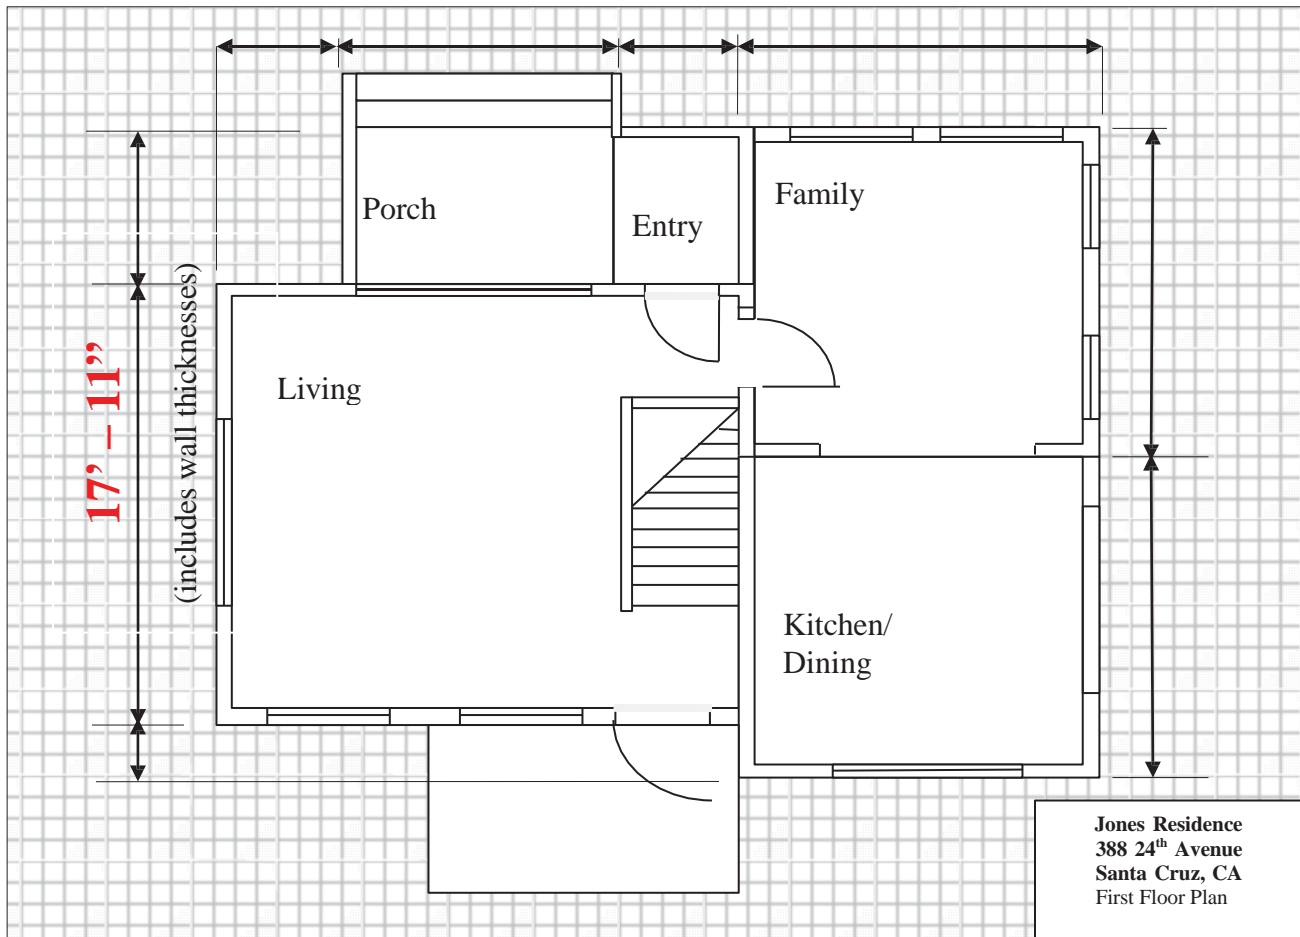 Porch
Entry
Family
Living
17’ – 11”
(includes wall thicknesses)
Kitchen/
Dining
Jones Residence
388 24th Avenue
Santa Cruz, CA
First Floor Plan